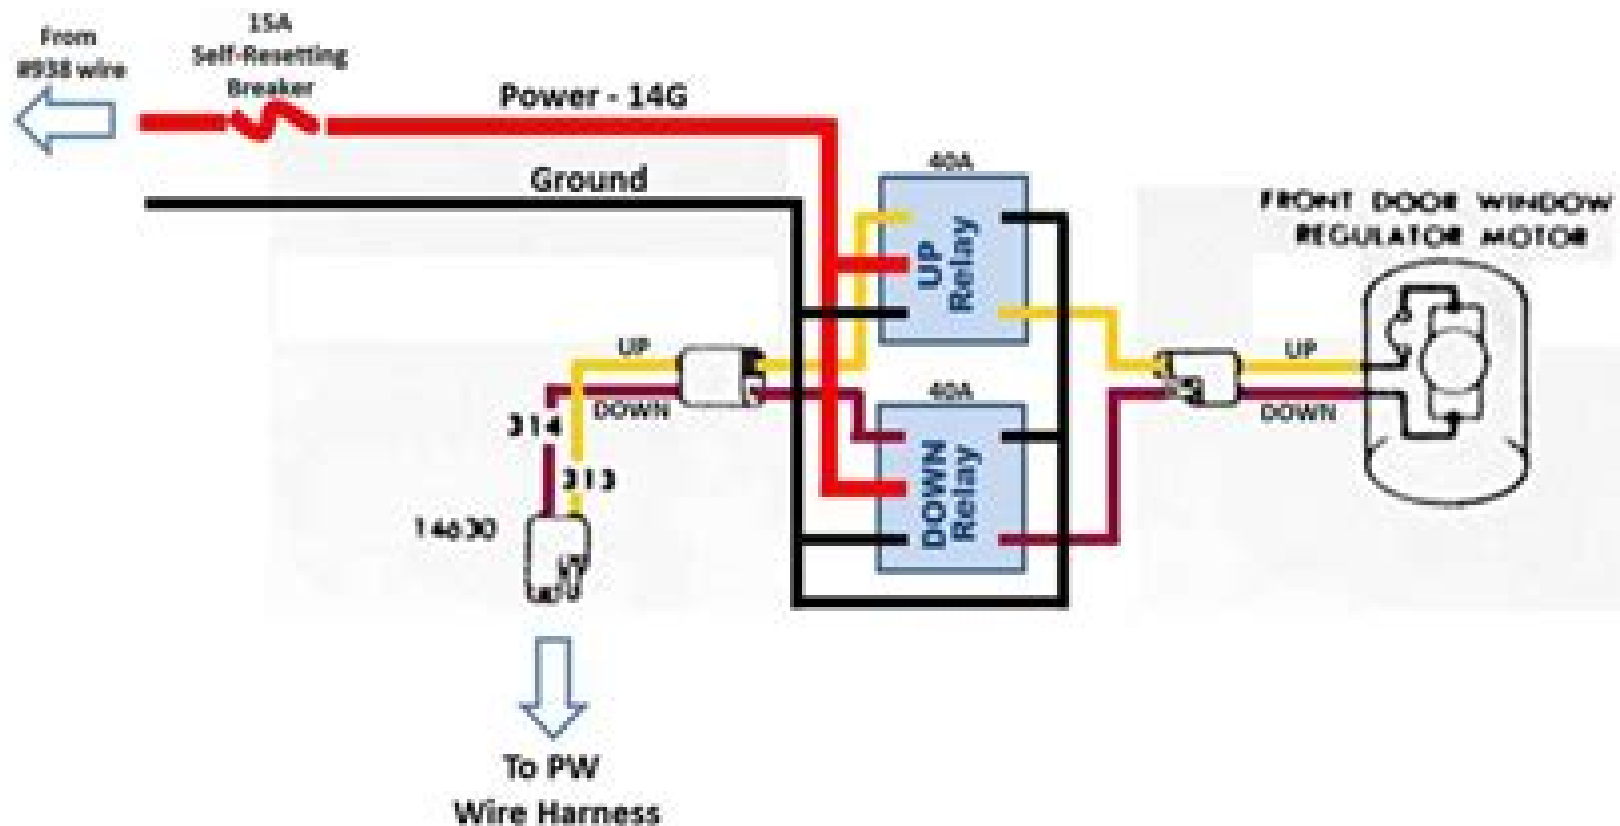 From
#938 wire
15A
Self-Resetting
Breaker
Power - 14G
Ground
40A
UP
Relay
FRONT DOOR WINDOW
REGULATOR MOTOR
UP
DOWN
314
313
14630
40A
DOWN
Relay
UP
DOWN
To PW
Wire Harness